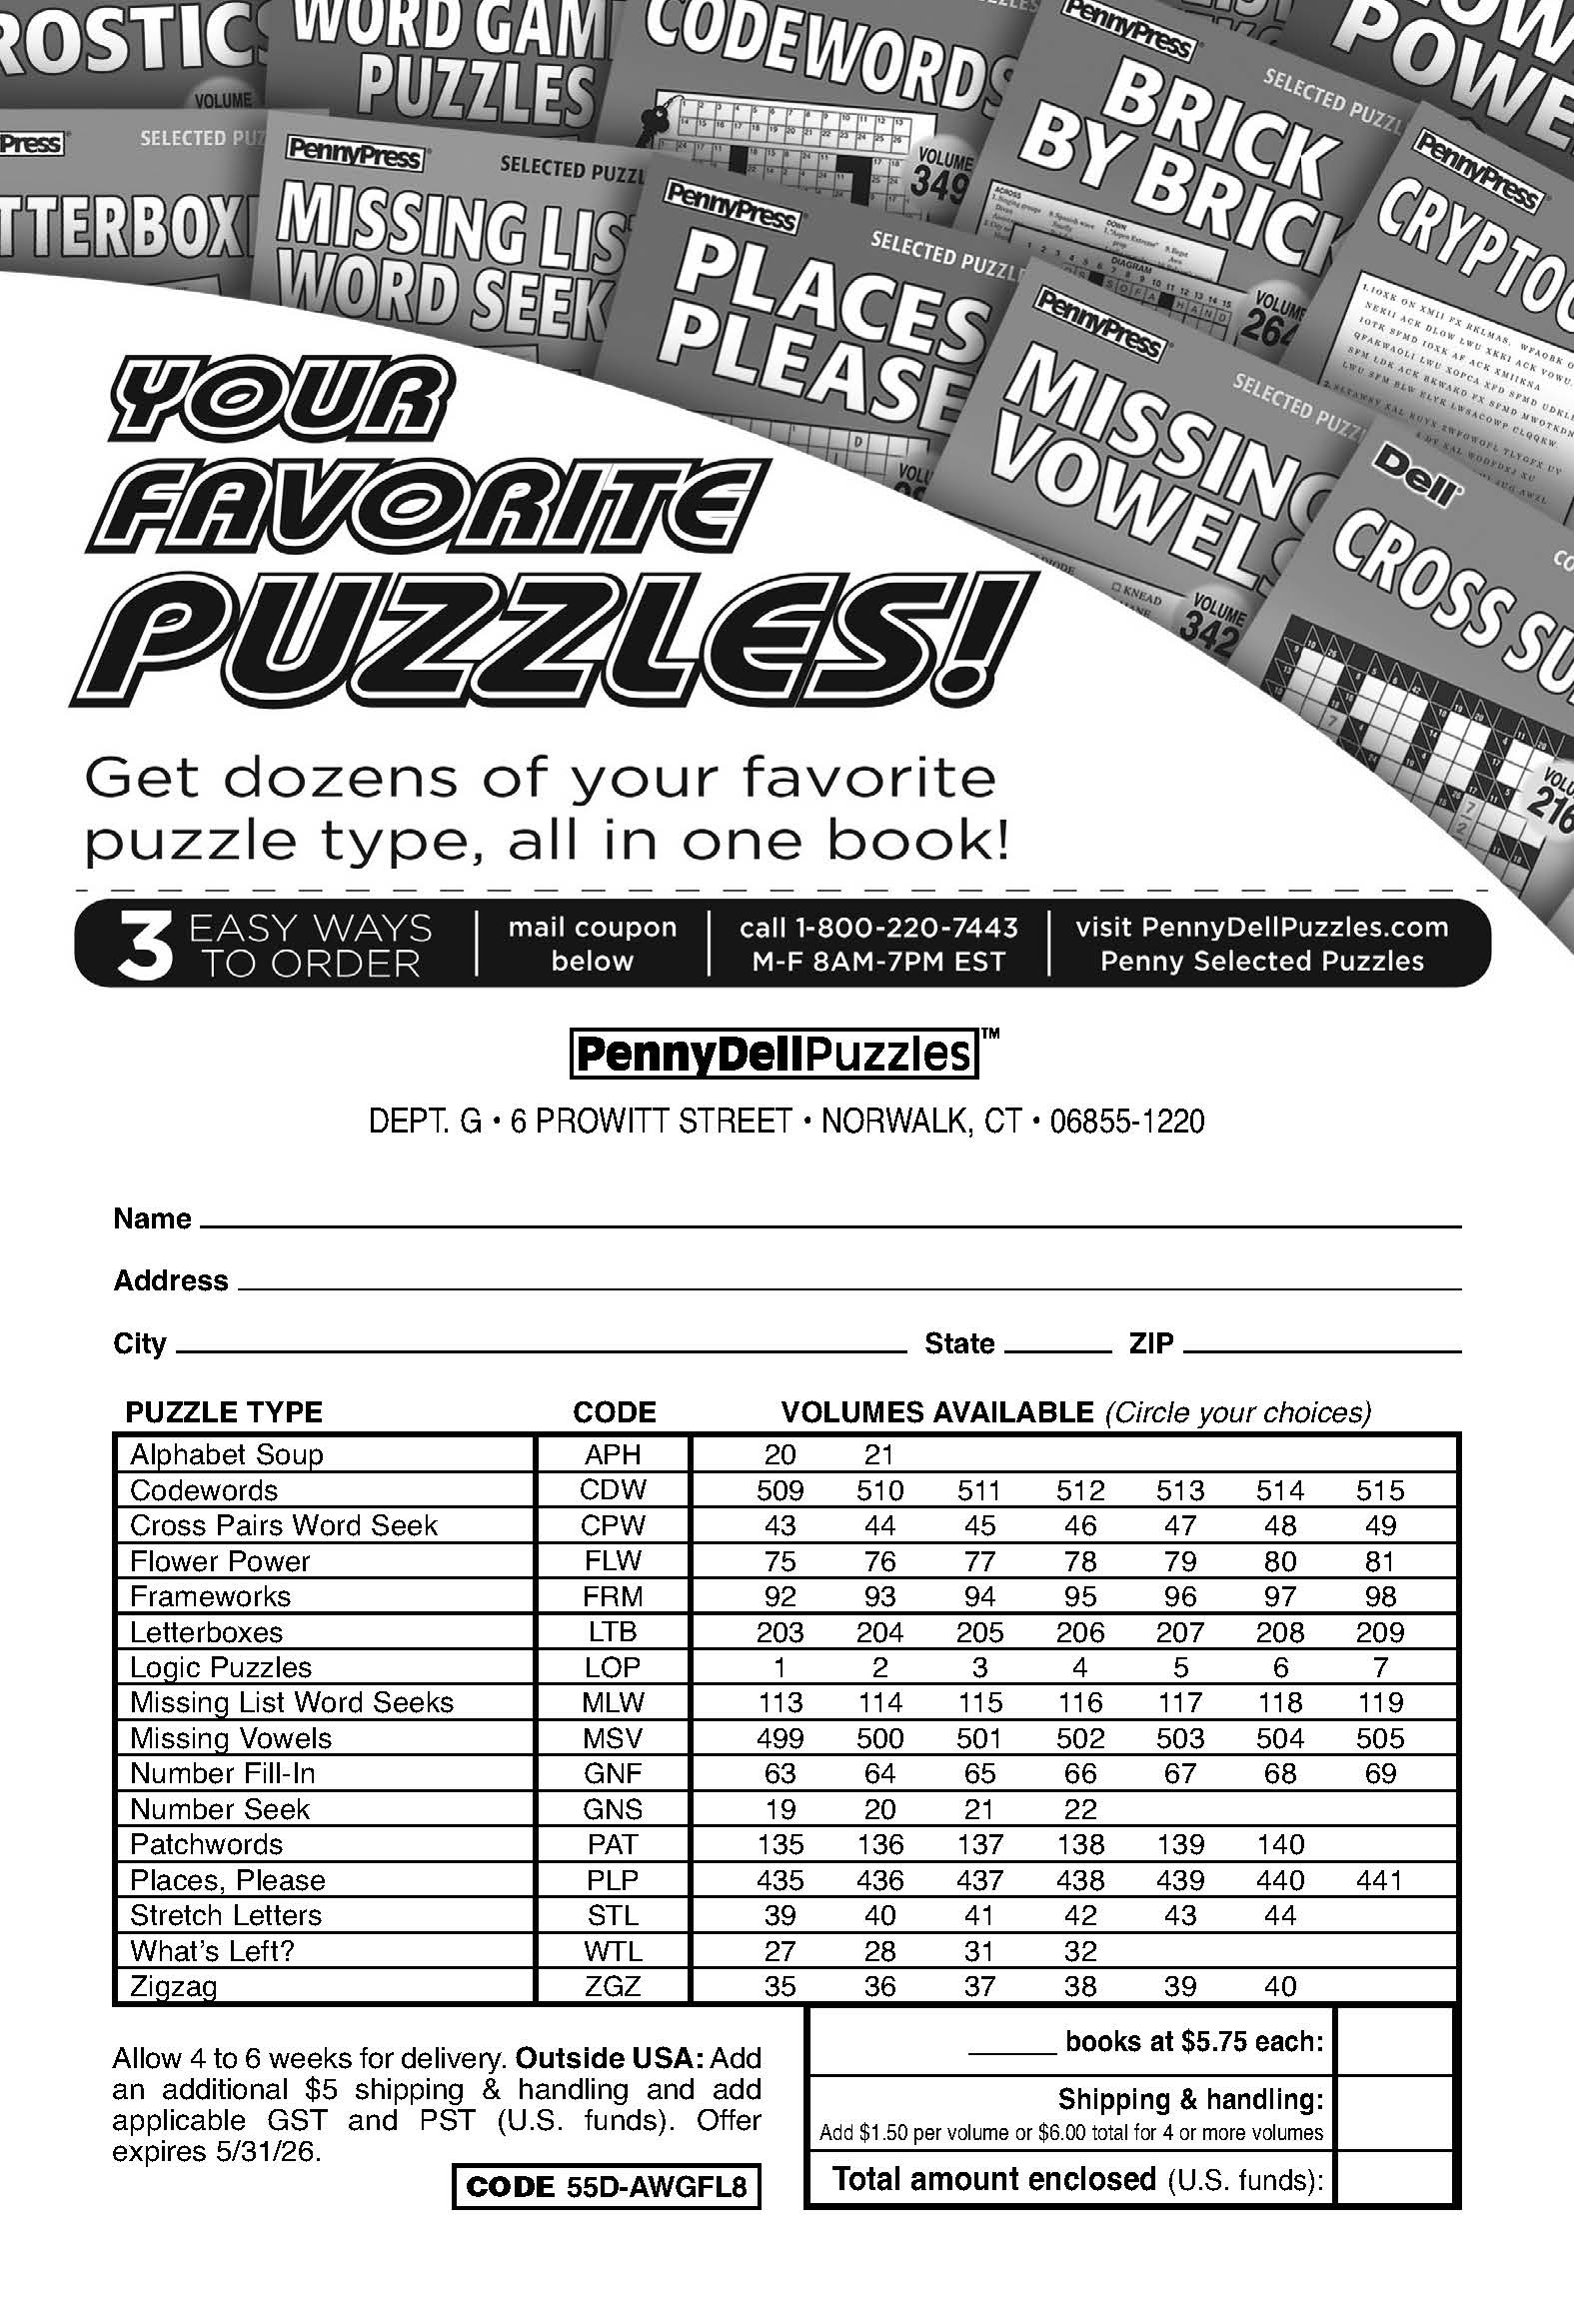 ROSTICS
VOLUME
WORD GAM
PUZZLES
CODEWORDS
VOLUME
349
PennyPress
SELECTED PUZZL
BRICK
BY BRICK
VOLUME
264
POWE
Press
SELECTED PUZ
TTERBOX
PennyPress
SELECTED PUZZL
MISSING LIS
WORD SEEK
PennyPress
SELECTED PUZZL
PLACES
PLEASE
VOLU
PennyPress
CRYPTO
PennyPress
SELECTED PUZZ
MISSING
VOWELS
KNEAD
VOLUME
342
Dell
CROSS SU
VOLU
216
YOUR
FAVORITE
PUZZLES!
Get dozens of your favorite
puzzle type, all in one book!
3 EASY WAYS TO ORDER
mail coupon below
call 1-800-220-7443 M-F 8AM-7PM EST
visit PennyDellPuzzles.com Penny Selected Puzzles
PennyDellPuzzles™
DEPT. G • 6 PROWITT STREET • NORWALK, CT • 06855-1220
Name
Address
City State ZIP
PUZZLE TYPE CODE VOLUMES AVAILABLE (Circle your choices)
Alphabet Soup APH 20 21
Codewords CDW 509 510 511 512 513 514 515
Cross Pairs Word Seek CPW 43 44 45 46 47 48 49
Flower Power FLW 75 76 77 78 79 80 81
Frameworks FRM 92 93 94 95 96 97 98
Letterboxes LTB 203 204 205 206 207 208 209
Logic Puzzles LOP 1 2 3 4 5 6 7
Missing List Word Seeks MLW 113 114 115 116 117 118 119
Missing Vowels MSV 499 500 501 502 503 504 505
Number Fill-In GNF 63 64 65 66 67 68 69
Number Seek GNS 19 20 21 22
Patchwords PAT 135 136 137 138 139 140
Places, Please PLP 435 436 437 438 439 440 441
Stretch Letters STL 39 40 41 42 43 44
What's Left? WTL 27 28 31 32
Zigzag ZGZ 35 36 37 38 39 40
Allow 4 to 6 weeks for delivery. Outside USA: Add
an additional $5 shipping & handling and add
applicable GST and PST (U.S. funds). Offer
expires 5/31/26.
CODE 55D-AWGFL8
books at $5.75 each:
Shipping & handling:
Add $1.50 per volume or $6.00 total for 4 or more volumes
Total amount enclosed (U.S. funds):